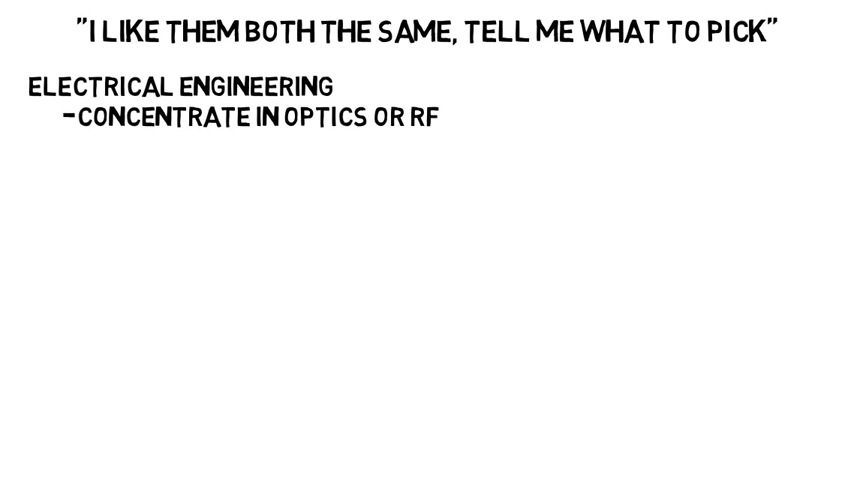 "I LIKE THEM BOTH THE SAME, TELL ME WHAT TO PICK"
ELECTRICAL ENGINEERING
-CONCENTRATE IN OPTICS OR RF